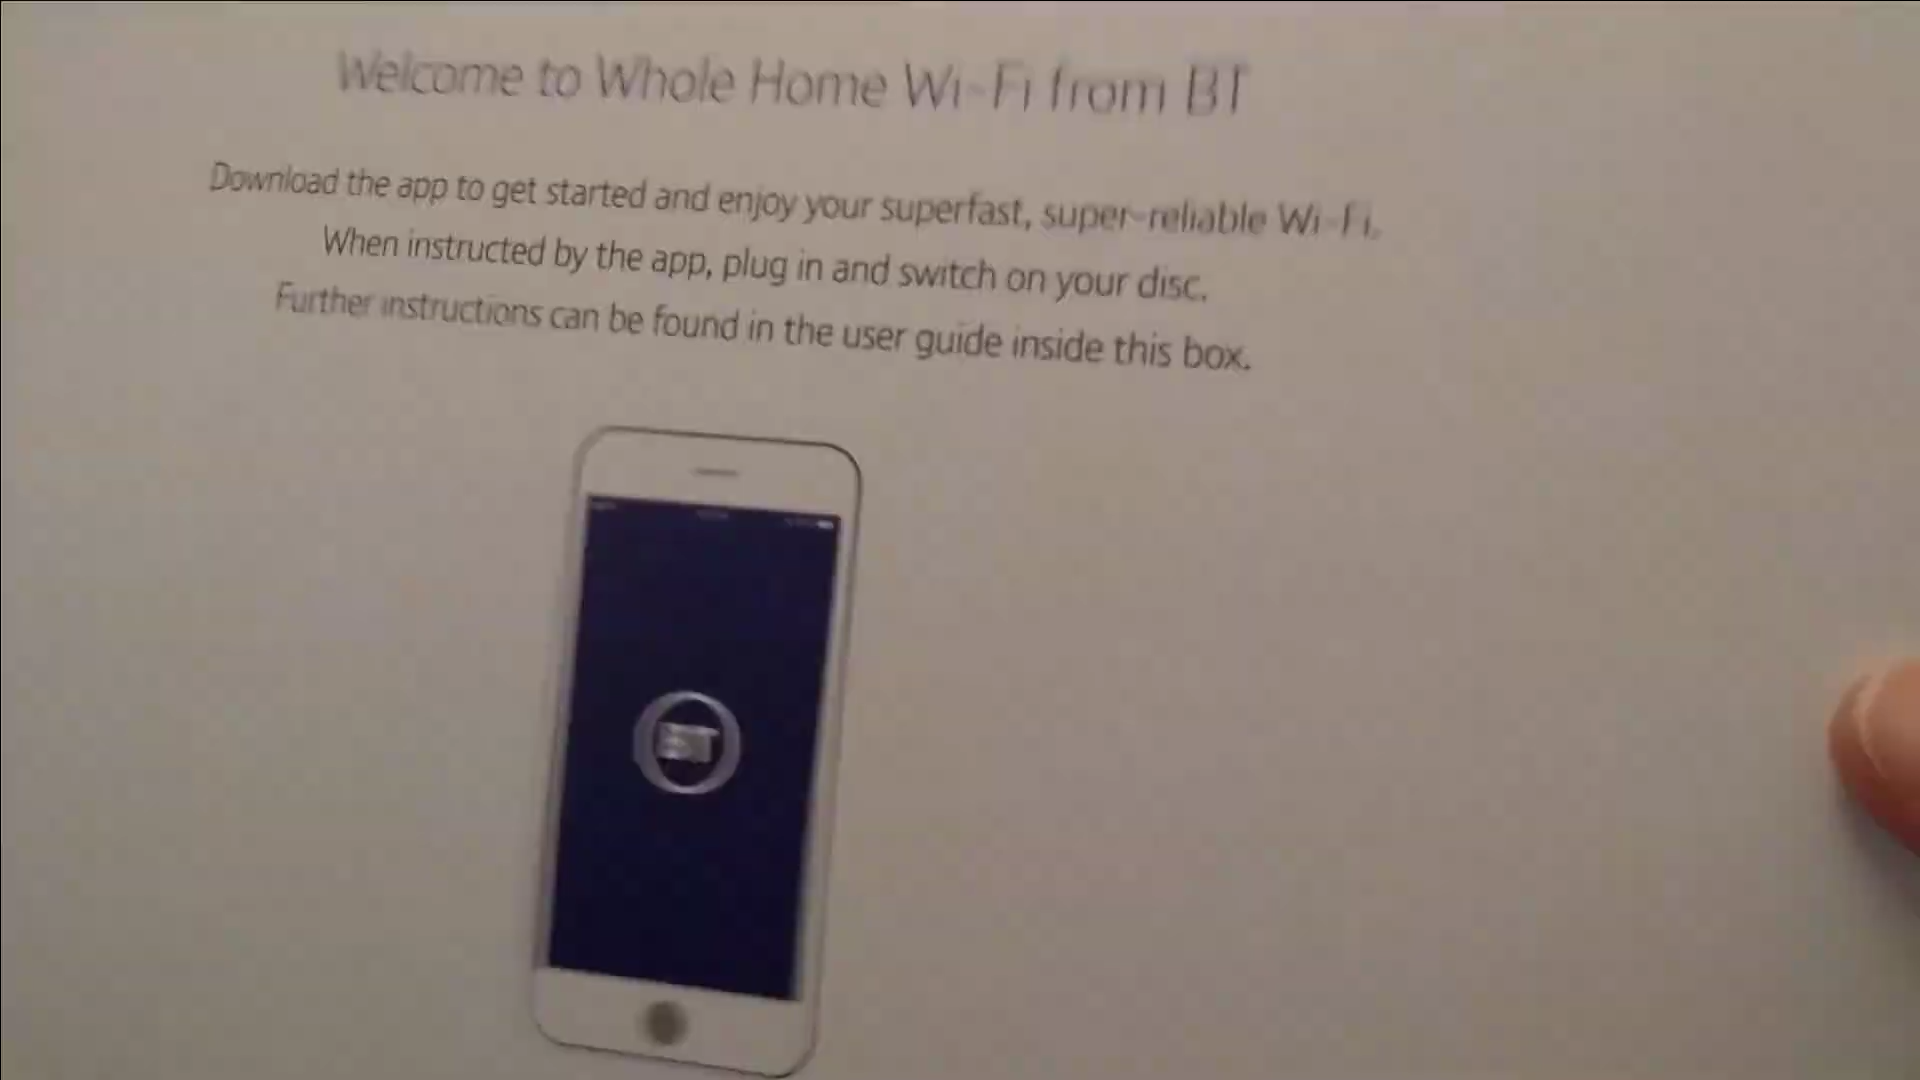 Welcome to Whole Home Wi-Fi from BT
Download the app to get started and enjoy your superfast, super-reliable Wi-Fi.
When instructed by the app, plug in and switch on your disc.
Further instructions can be found in the user guide inside this box.
BT